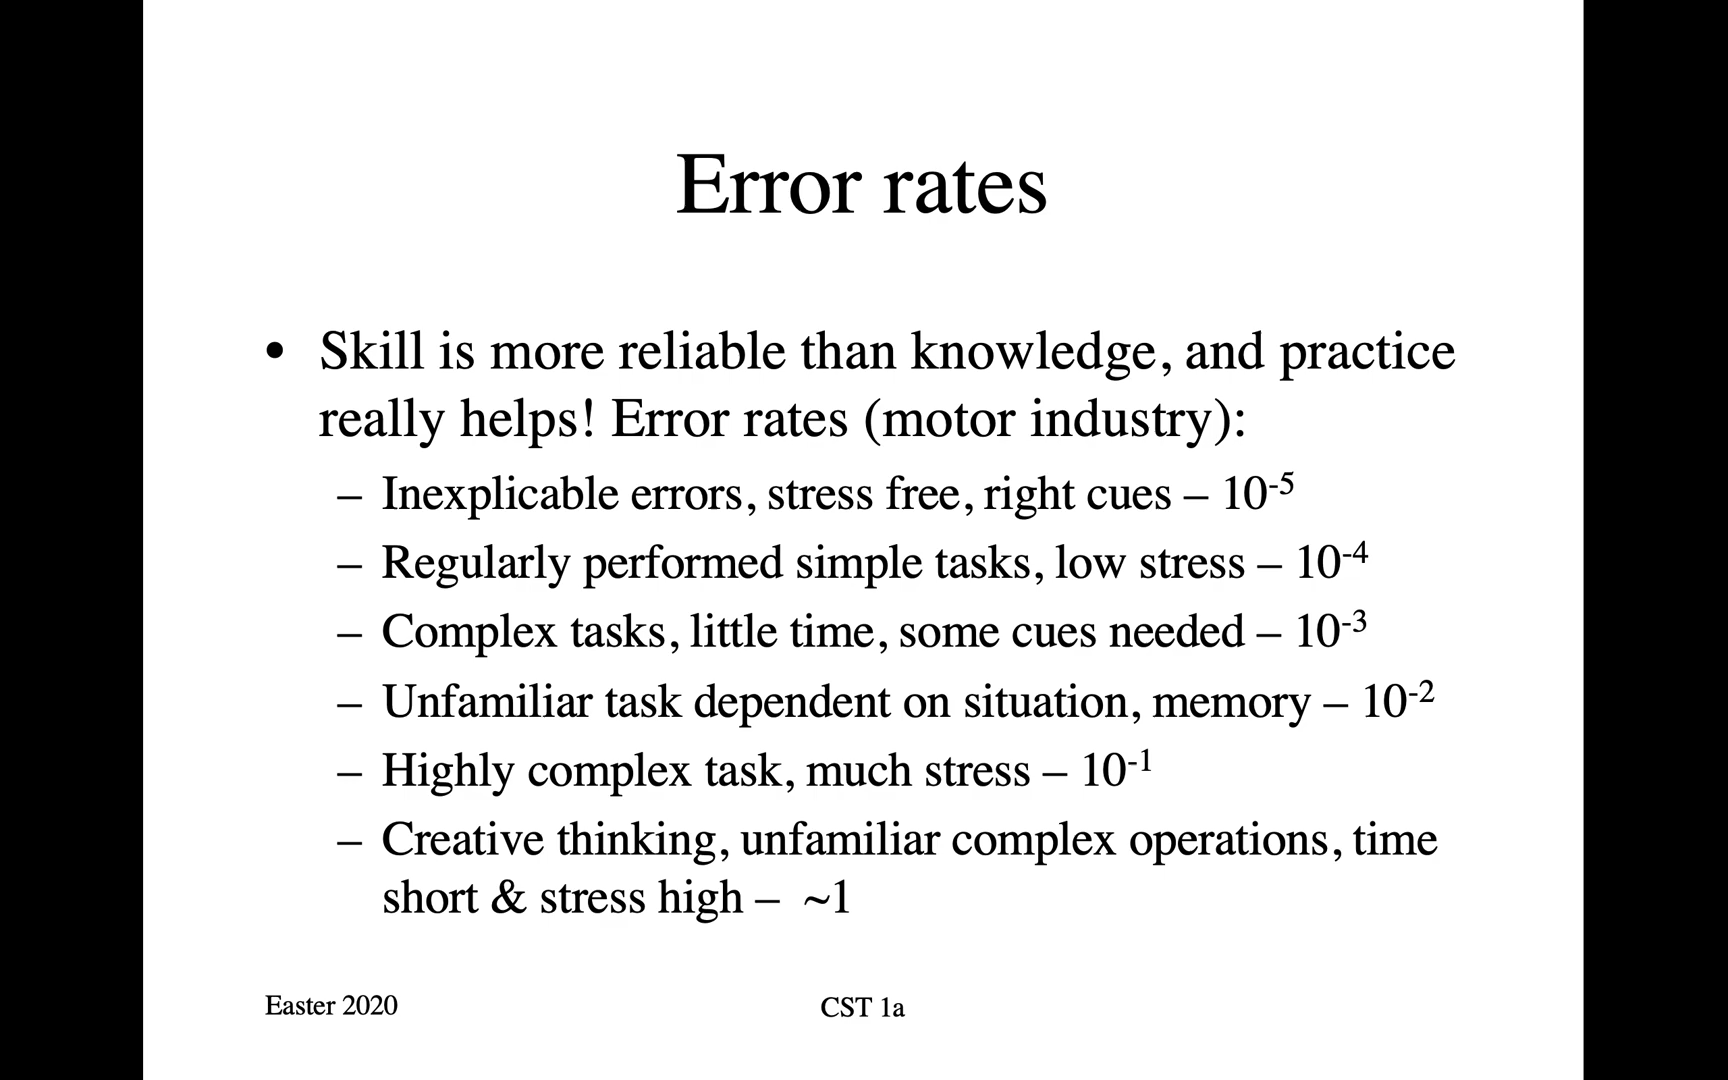 Error rates
• Skill is more reliable than knowledge, and practice
really helps! Error rates (motor industry):
– Inexplicable errors, stress free, right cues – 10⁻⁵
– Regularly performed simple tasks, low stress – 10⁻⁴
– Complex tasks, little time, some cues needed – 10⁻³
– Unfamiliar task dependent on situation, memory – 10⁻²
– Highly complex task, much stress – 10⁻¹
– Creative thinking, unfamiliar complex operations, time
short & stress high – ~1
Easter 2020
CST 1a